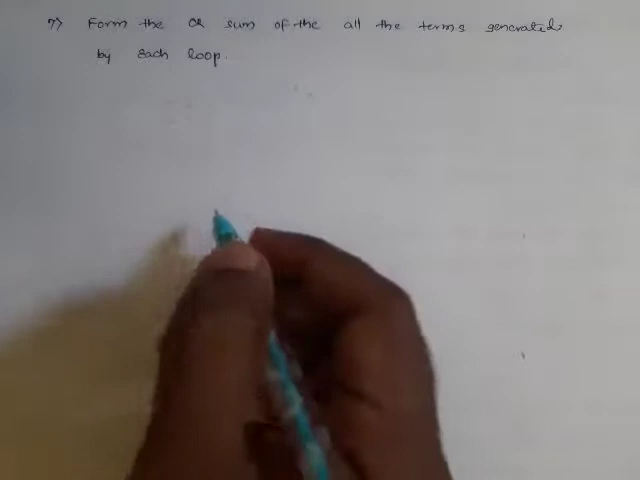 7) Form the OR sum of the all the terms generated
by Each loop.